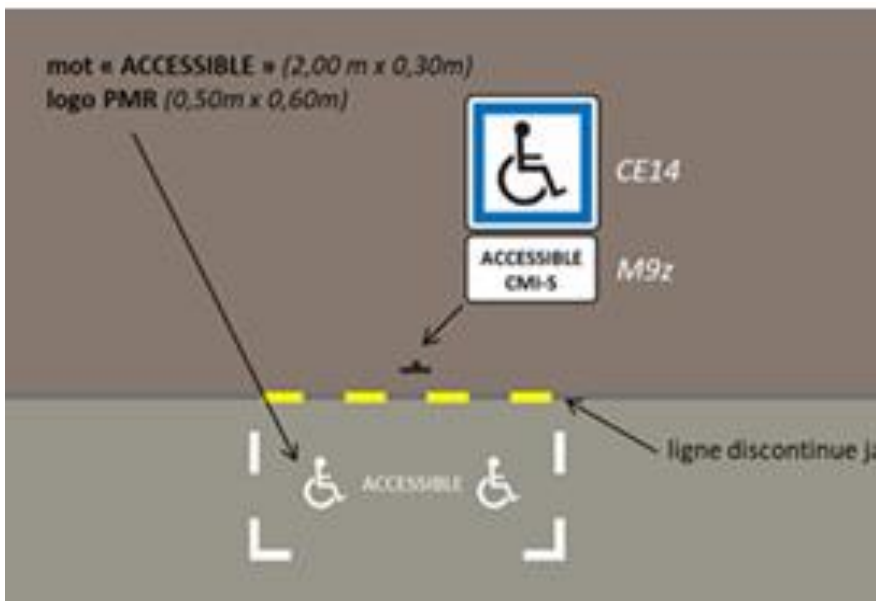 mot « ACCESSIBLE » (2,00 m x 0,30m)
logo PMR (0,50m x 0,60m)
CE14
ACCESSIBLE
CMI-S
M9z
ligne discontinue ja
ACCESSIBLE